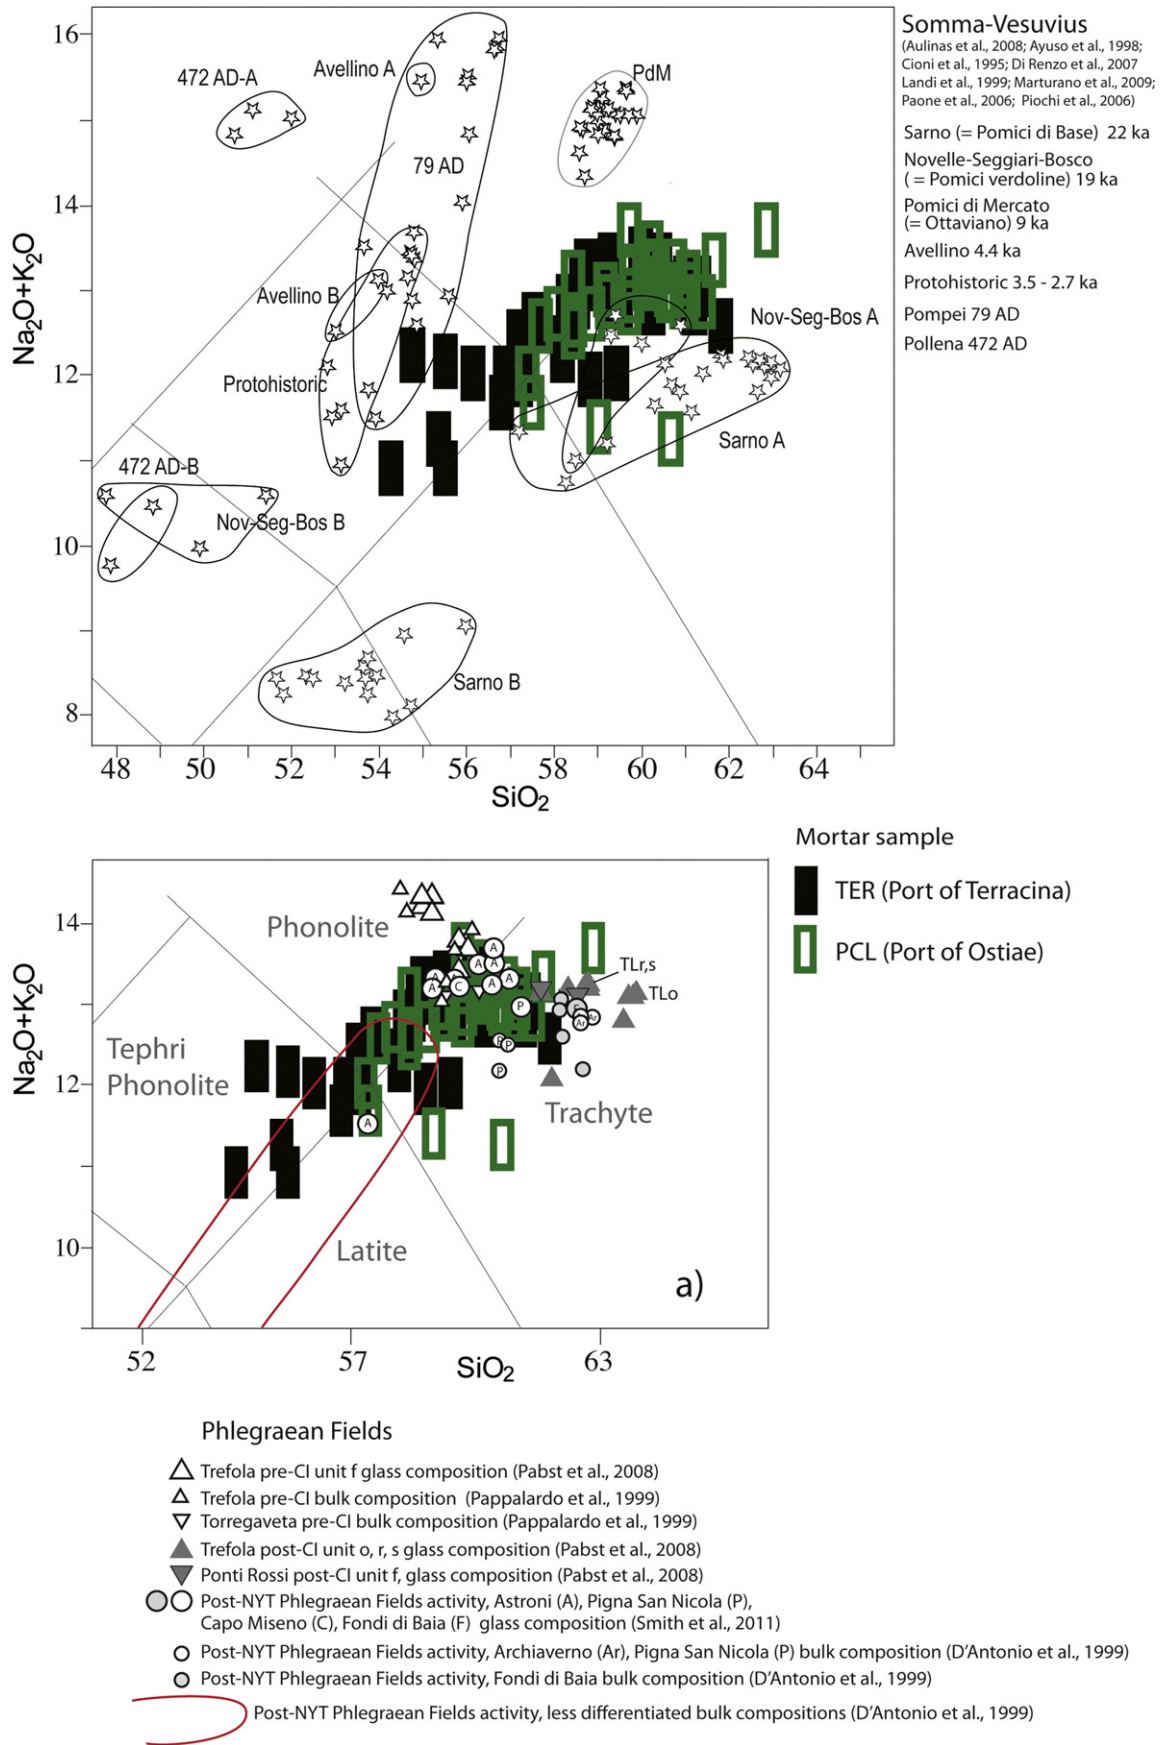 Somma-Vesuvius
(Aulinas et al., 2008; Ayuso et al., 1998;
Cioni et al., 1995; Di Renzo et al., 2007
Landi et al., 1999; Marturano et al., 2009;
Paone et al., 2006; Piochi et al., 2006)
Sarno (= Pomici di Base) 22 ka
Novelle-Seggiari-Bosco
( = Pomici verdoline) 19 ka
Pomici di Mercato
(= Ottaviano) 9 ka
Avellino 4.4 ka
Protohistoric 3.5 - 2.7 ka
Pompei 79 AD
Pollena 472 AD
16
14
12
10
8
Na2O+K2O
472 AD-A
Avellino A
PdM
79 AD
Avellino B
Nov-Seg-Bos A
Protohistoric
Sarno A
472 AD-B
Nov-Seg-Bos B
Sarno B
48 50 52 54 56 58 60 62 64
SiO2
Mortar sample
TER (Port of Terracina)
PCL (Port of Ostiae)
14
12
10
Na2O+K2O
Phonolite
TLr,s
TLo
Tephri
Phonolite
Trachyte
Latite
A
A
A
A
A
A
A
C
A
A
P
P
P
F
Ar
Ar
A
a)
52 57 63
SiO2
Phlegraean Fields
Trefola pre-CI unit f glass composition (Pabst et al., 2008)
Trefola pre-CI bulk composition (Pappalardo et al., 1999)
Torregaveta pre-CI bulk composition (Pappalardo et al., 1999)
Trefola post-CI unit o, r, s glass composition (Pabst et al., 2008)
Ponti Rossi post-CI unit f, glass composition (Pabst et al., 2008)
Post-NYT Phlegraean Fields activity, Astroni (A), Pigna San Nicola (P),
Capo Miseno (C), Fondi di Baia (F) glass composition (Smith et al., 2011)
Post-NYT Phlegraean Fields activity, Archiaverno (Ar), Pigna San Nicola (P) bulk composition (D'Antonio et al., 1999)
Post-NYT Phlegraean Fields activity, Fondi di Baia bulk composition (D'Antonio et al., 1999)
Post-NYT Phlegraean Fields activity, less differentiated bulk compositions (D'Antonio et al., 1999)